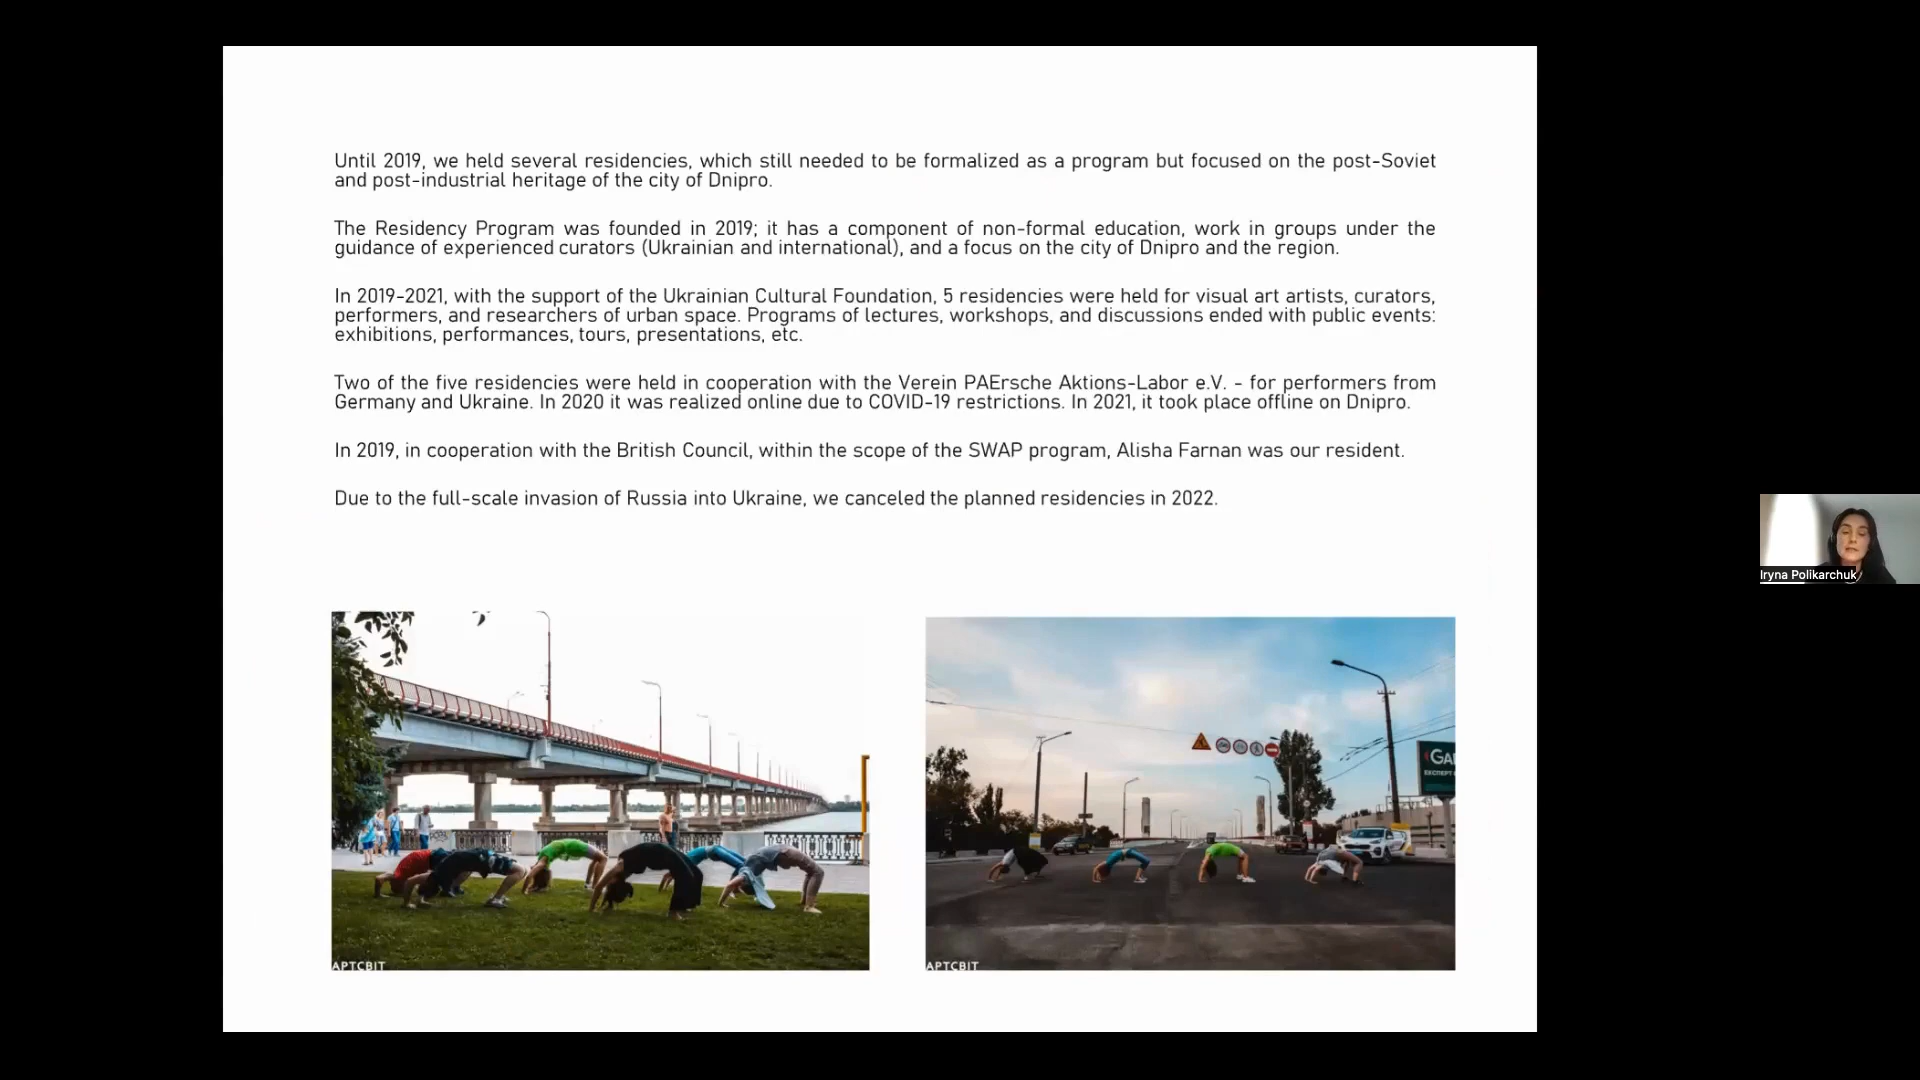 Until 2019, we held several residencies, which still needed to be formalized as a program but focused on the post-Soviet
and post-industrial heritage of the city of Dnipro.
The Residency Program was founded in 2019; it has a component of non-formal education, work in groups under the
guidance of experienced curators (Ukrainian and international), and a focus on the city of Dnipro and the region.
In 2019-2021, with the support of the Ukrainian Cultural Foundation, 5 residencies were held for visual art artists, curators,
performers, and researchers of urban space. Programs of lectures, workshops, and discussions ended with public events:
exhibitions, performances, tours, presentations, etc.
Two of the five residencies were held in cooperation with the Verein PAErsche Aktions-Labor e.V. - for performers from
Germany and Ukraine. In 2020 it was realized online due to COVID-19 restrictions. In 2021, it took place offline on Dnipro.
In 2019, in cooperation with the British Council, within the scope of the SWAP program, Alisha Farnan was our resident.
Due to the full-scale invasion of Russia into Ukraine, we canceled the planned residencies in 2022.
Iryna Polikarchuk
АРТСВІТ
АРТСВІТ